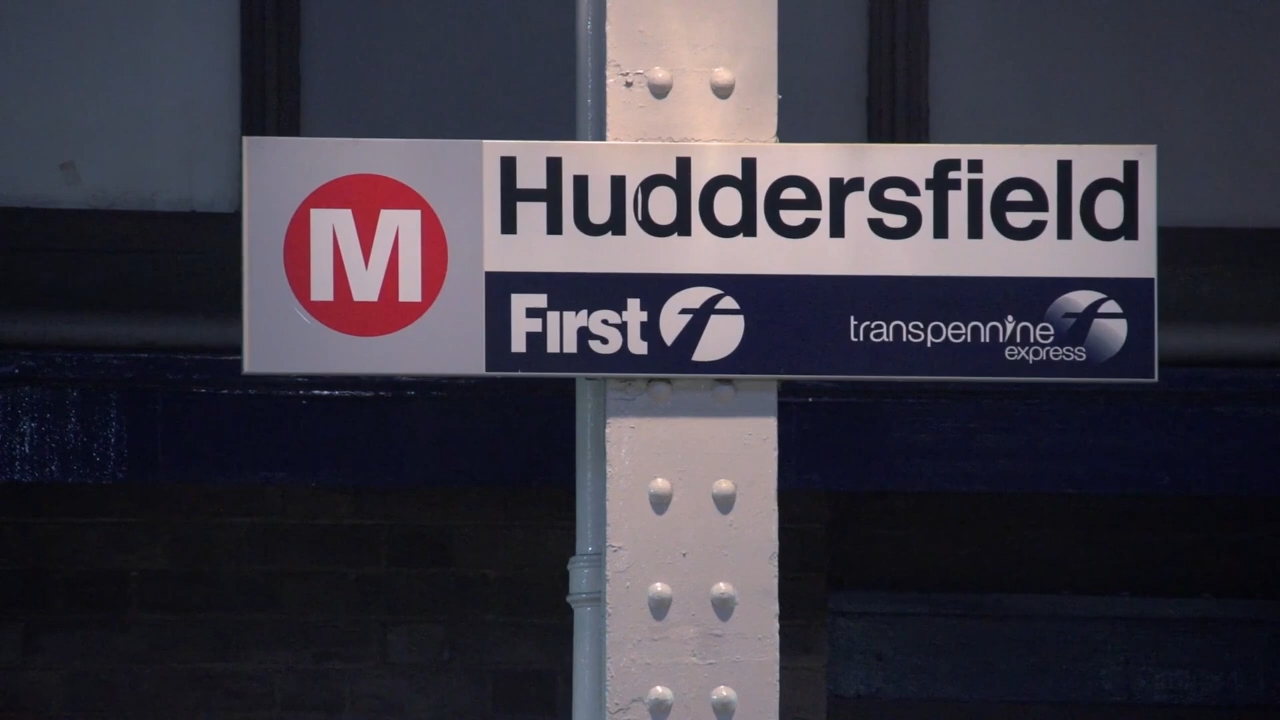 M
Huddersfield
First
transpennine
express